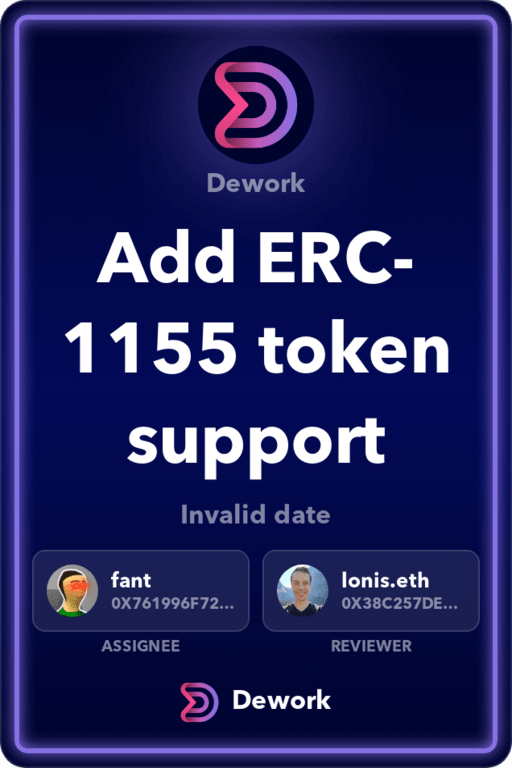 Dework
Add ERC-
1155 token
support
Invalid date
fant
0X761996F72...
ASSIGNEE
lonis.eth
0X38C257DE...
REVIEWER
Dework